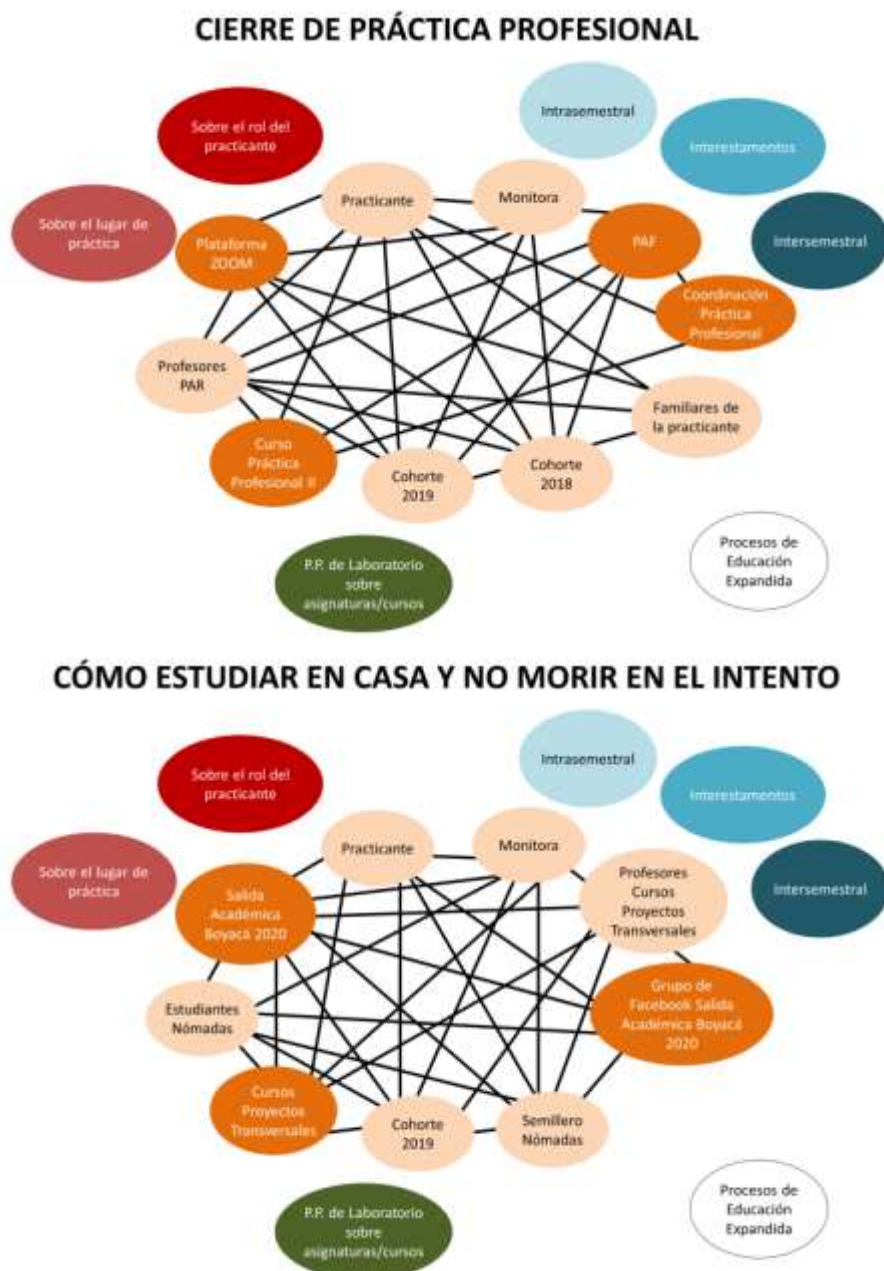 CIERRE DE PRÁCTICA PROFESIONAL
Intrasemestral
Sobre el rol del
practicante
Interestamentos
Practicante
Monitora
Sobre el lugar de
práctica
Plataforma
ZOOM
PAF
Intersemestral
Coordinación
Práctica
Profesional
Profesores
PAR
Familiares de
la practicante
Curso
Práctica
Profesional II
Cohorte
2019
Cohorte
2018
P.P. de Laboratorio
sobre
asignaturas/cursos
Procesos de
Educación
Expandida
CÓMO ESTUDIAR EN CASA Y NO MORIR EN EL INTENTO
Intrasemestral
Sobre el rol del
practicante
Interestamentos
Practicante
Monitora
Sobre el lugar de
práctica
Salida
Académica
Boyacá 2020
Profesores
Cursos
Proyectos
Transversales
Intersemestral
Grupo de
Facebook Salida
Académica Boyacá
2020
Estudiantes
Nómadas
Cursos
Proyectos
Transversales
Cohorte
2019
Semillero
Nómadas
P.P. de Laboratorio
sobre
asignaturas/cursos
Procesos de
Educación
Expandida